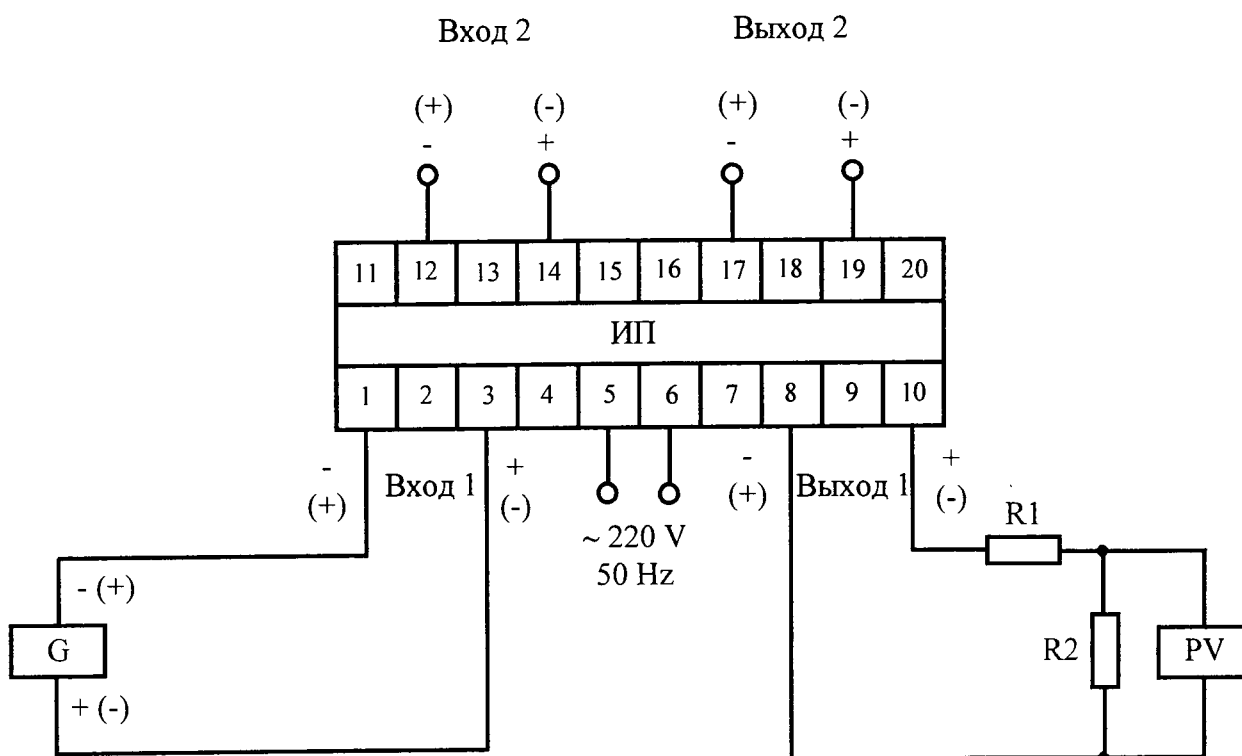 Вход 2 Выход 2
(+) (-) (+) (-)
- + - +
11 12 13 14 15 16 17 18 19 20
ИП
1 2 3 4 5 6 7 8 9 10
- Вход 1 + - Выход 1 +
(+) (-) (+) (-)
~ 220 V
50 Hz
R1
- (+)
G
R2
PV
+ (-)